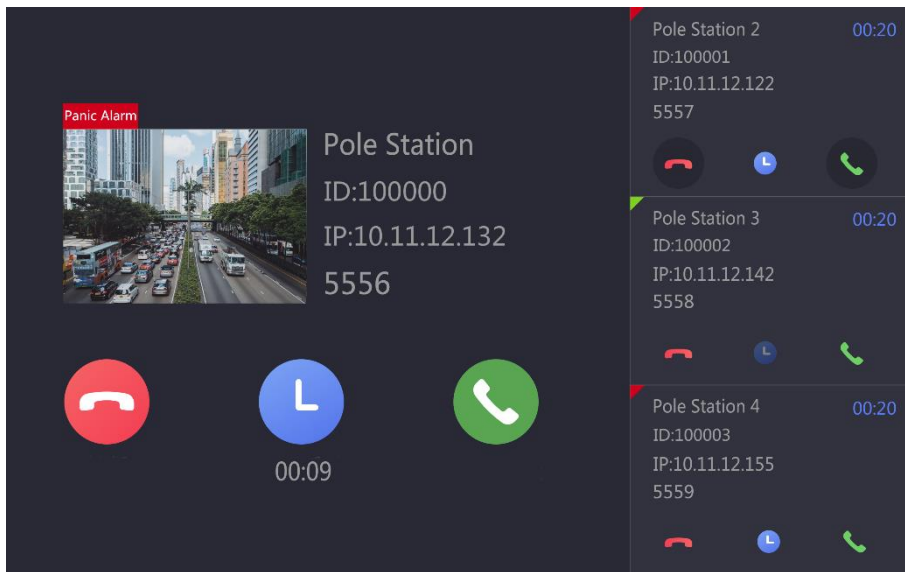 Panic Alarm
Pole Station
ID:100000
IP:10.11.12.132
5556
00:09
Pole Station 2 00:20
ID:100001
IP:10.11.12.122
5557
Pole Station 3 00:20
ID:100002
IP:10.11.12.142
5558
Pole Station 4 00:20
ID:100003
IP:10.11.12.155
5559